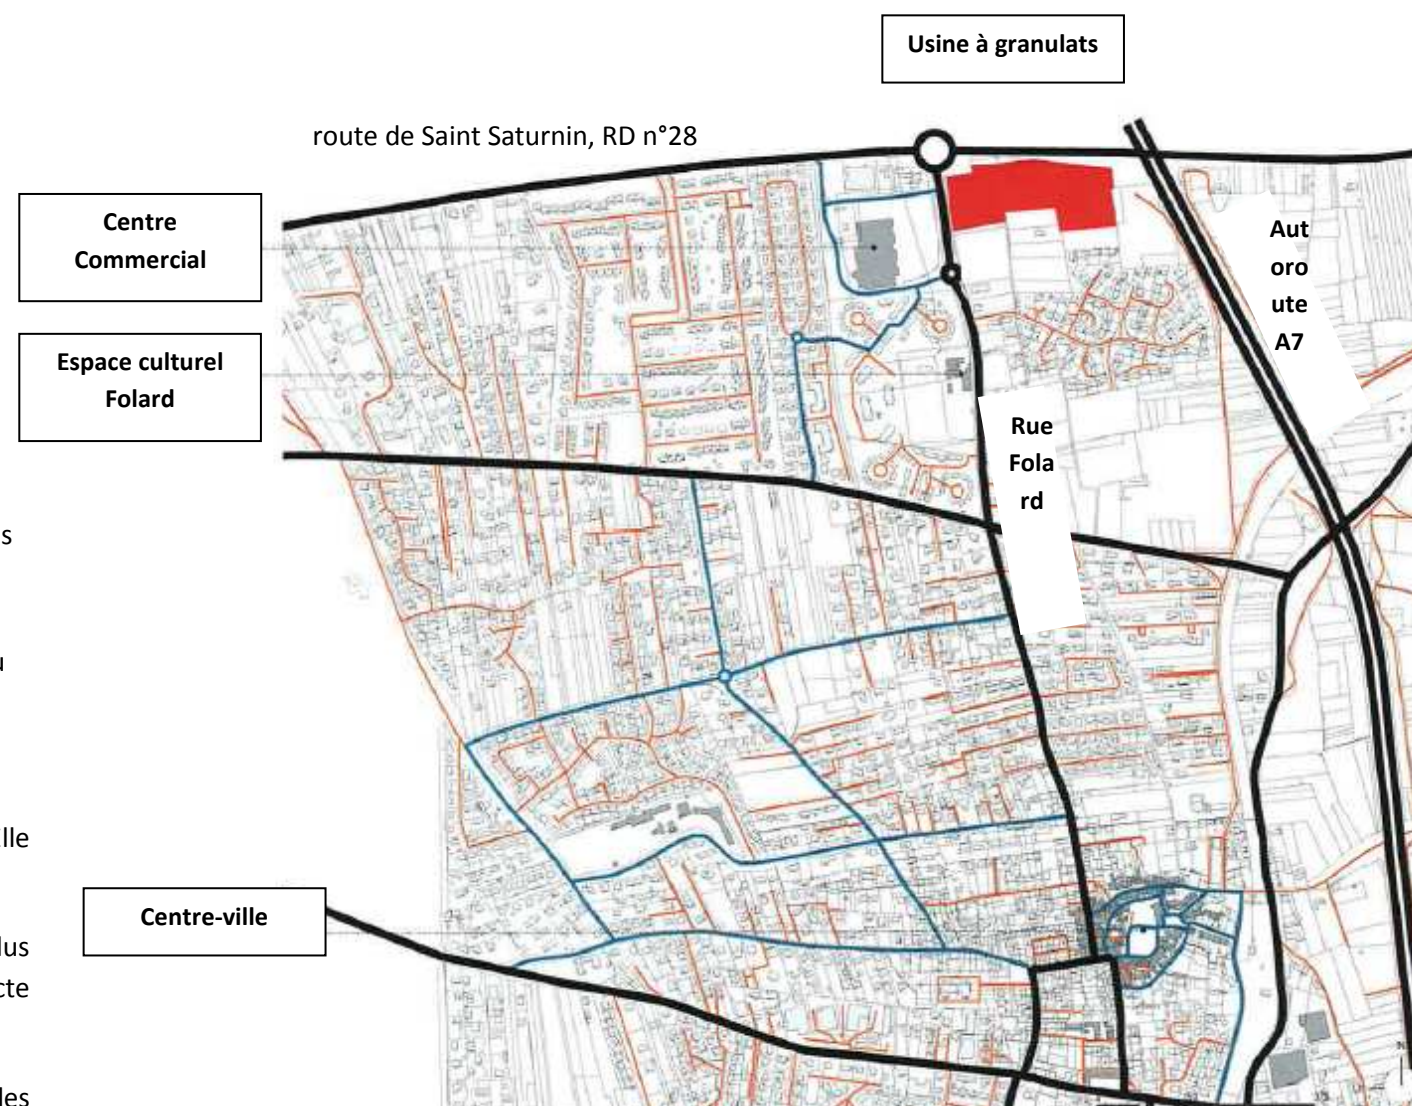 Usine à granulats
route de Saint Saturnin, RD n°28
Centre
Commercial
Aut
oro
ute
A7
Espace culturel
Folard
Rue
Fola
rd
s
lle
Centre-ville
lus
cte
N
les